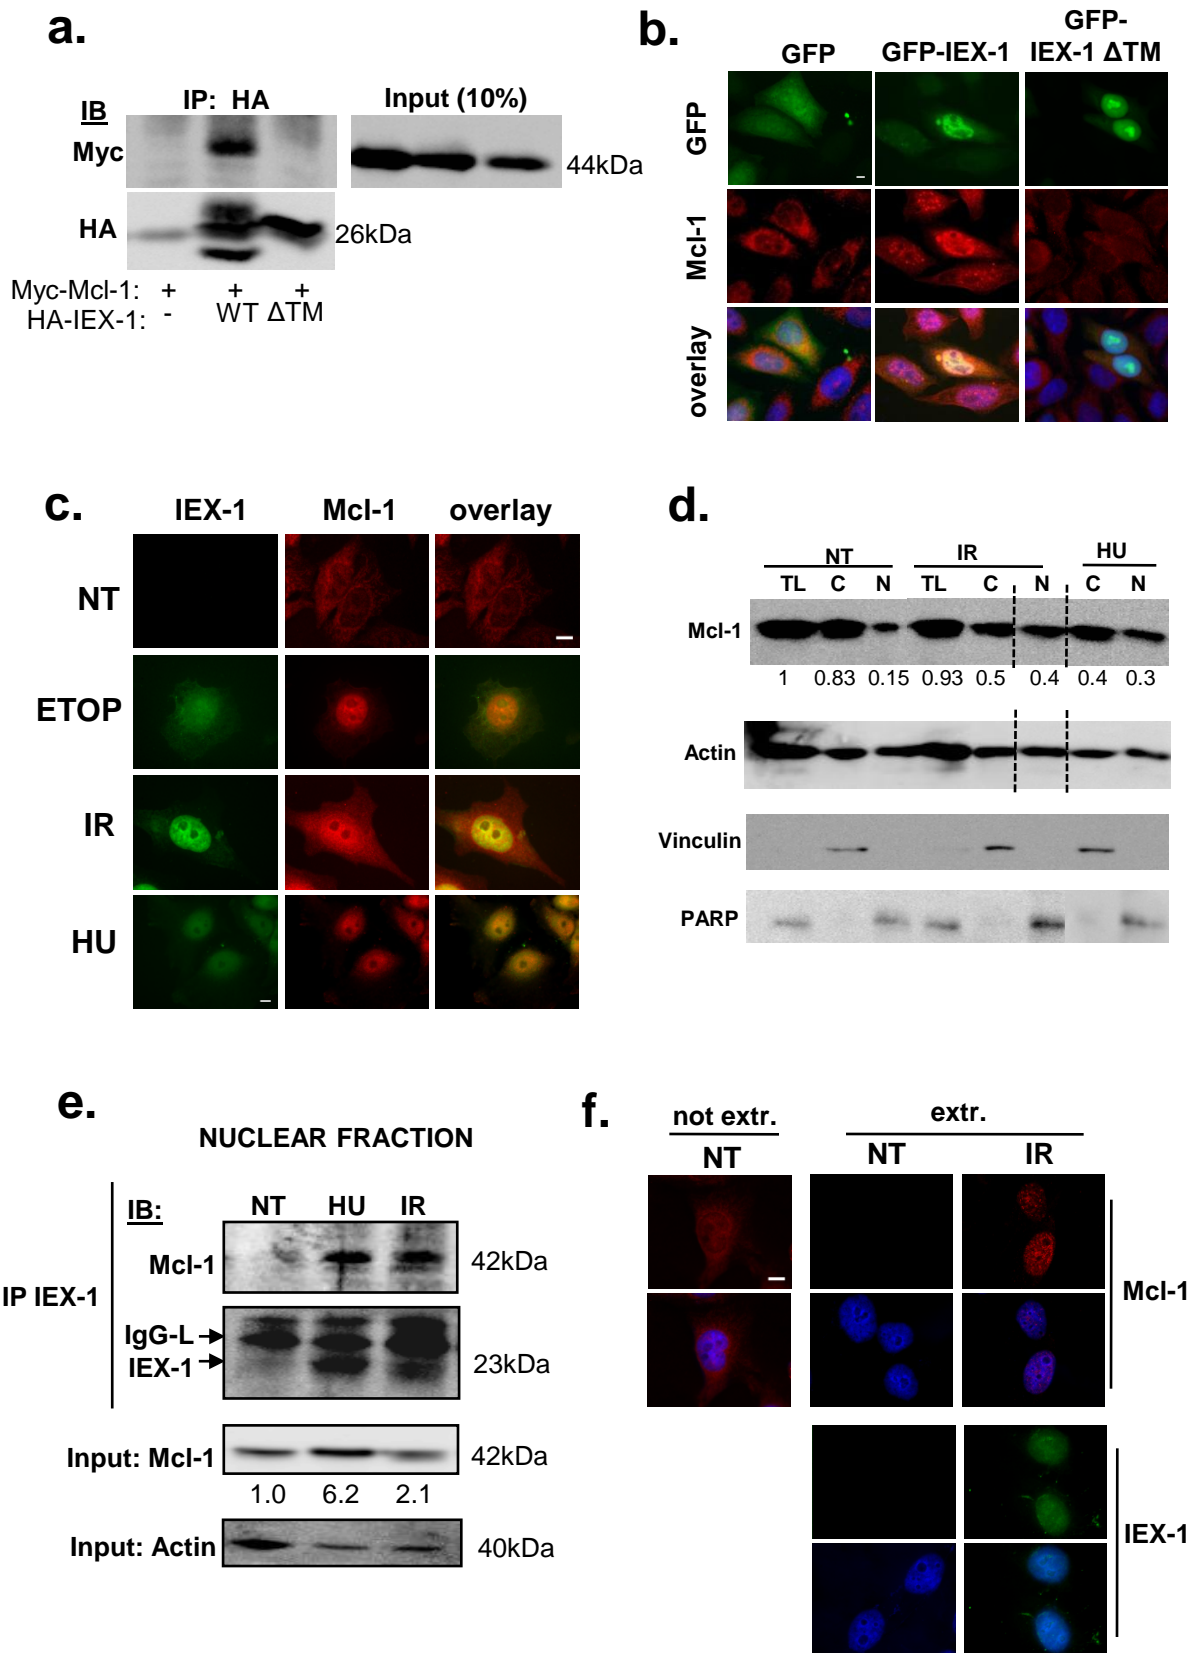 a.
IP: HA
Input (10%)
IB
Myc
44kDa
HA
26kDa
Myc-Mcl-1: + + +
HA-IEX-1: - WT ΔTM
b.
GFP GFP-IEX-1 GFP-
IEX-1 ΔTM
GFP
Mcl-1
overlay
c.
IEX-1 Mcl-1 overlay
NT
ETOP
IR
HU
d.
NT IR HU
TL C N TL C N C N
Mcl-1
1 0.83 0.15 0.93 0.5 0.4 0.4 0.3
Actin
Vinculin
PARP
e.
NUCLEAR FRACTION
IB: NT HU IR
Mcl-1 42kDa
IP IEX-1
IgG-L
IEX-1 23kDa
Input: Mcl-1 42kDa
1.0 6.2 2.1
Input: Actin 40kDa
f.
not extr. extr.
NT NT IR
Mcl-1
IEX-1